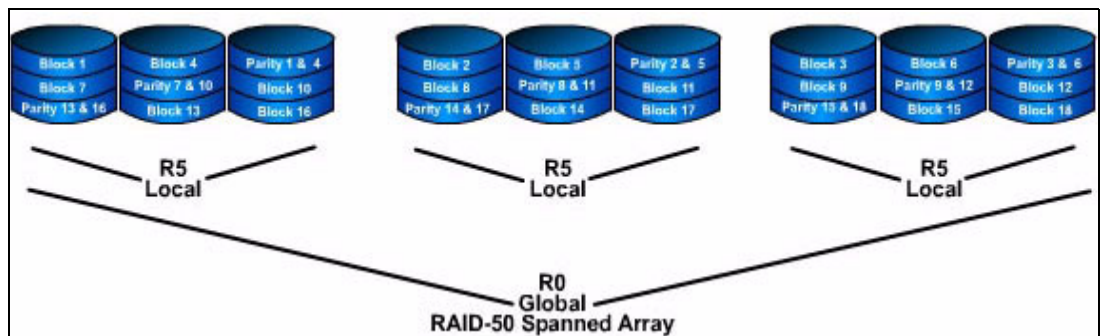 Block 1 Block 4 Parity 1 & 4 Block 2 Block 5 Parity 2 & 5 Block 3 Block 6 Parity 3 & 6
Block 7 Parity 7 & 10 Block 10 Block 8 Parity 8 & 11 Block 11 Block 9 Parity 9 & 12 Block 12
Parity 13 & 16 Block 13 Block 16 Parity 14 & 17 Block 14 Block 17 Parity 15 & 18 Block 15 Block 18
R5 R5 R5
Local Local Local
R0
Global
RAID-50 Spanned Array